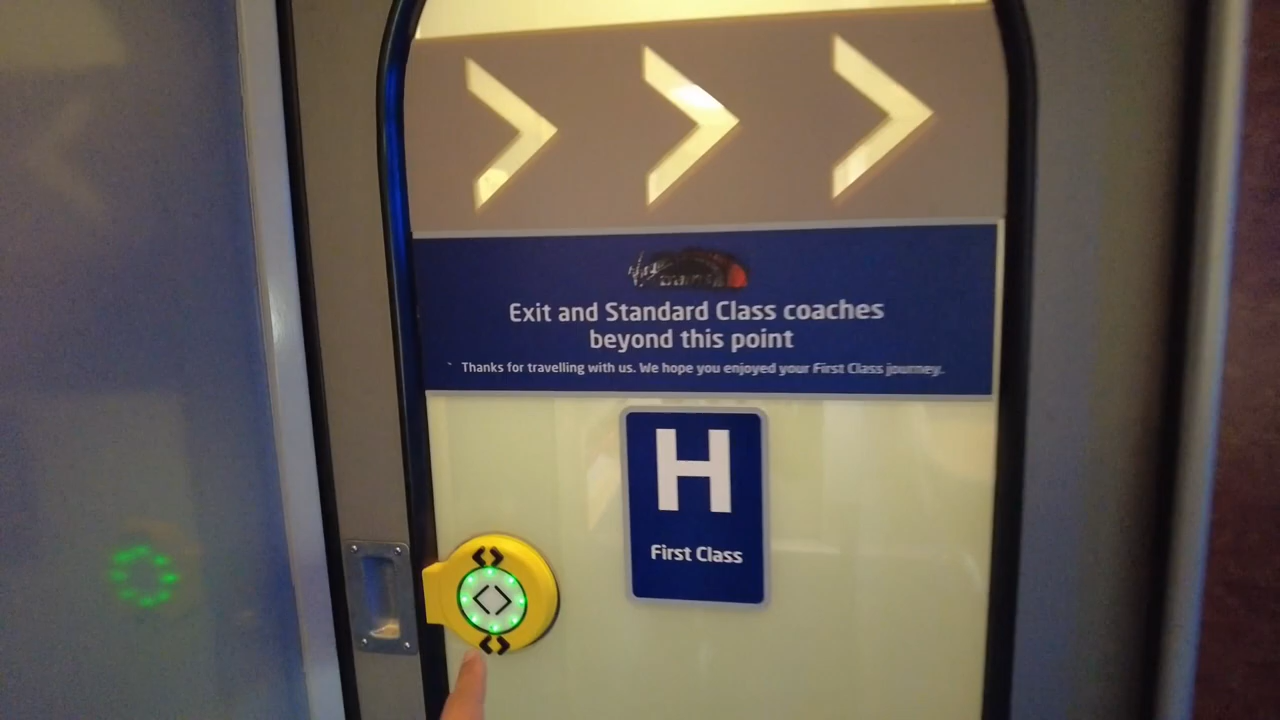 Exit and Standard Class coaches
beyond this point
Thanks for travelling with us. We hope you enjoyed your First Class journey.
H
First Class